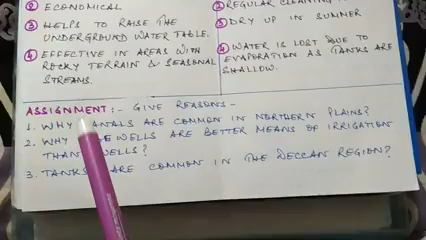 ② ECONOMICAL
③ HELPS TO RAISE THE
UNDERGROUND WATER TABLE.
④ EFFECTIVE IN AREAS WITH
ROCKY TERRAIN & SEASONAL
STREAMS.
② REGULAR CLEANING
③ DRY UP IN SUMMER
④ WATER IS LOST DUE TO
EVAPORATION AS TANKS ARE
SHALLOW.
ASSIGNMENT:- GIVE REASONS -
1. WHY CANALS ARE COMMON IN NORTHERN PLAINS?
2. WHY WELLS ARE BETTER MEANS OF IRRIGATION
THAN WELLS?
3. TANKS ARE COMMON IN THE DECCAN REGION?